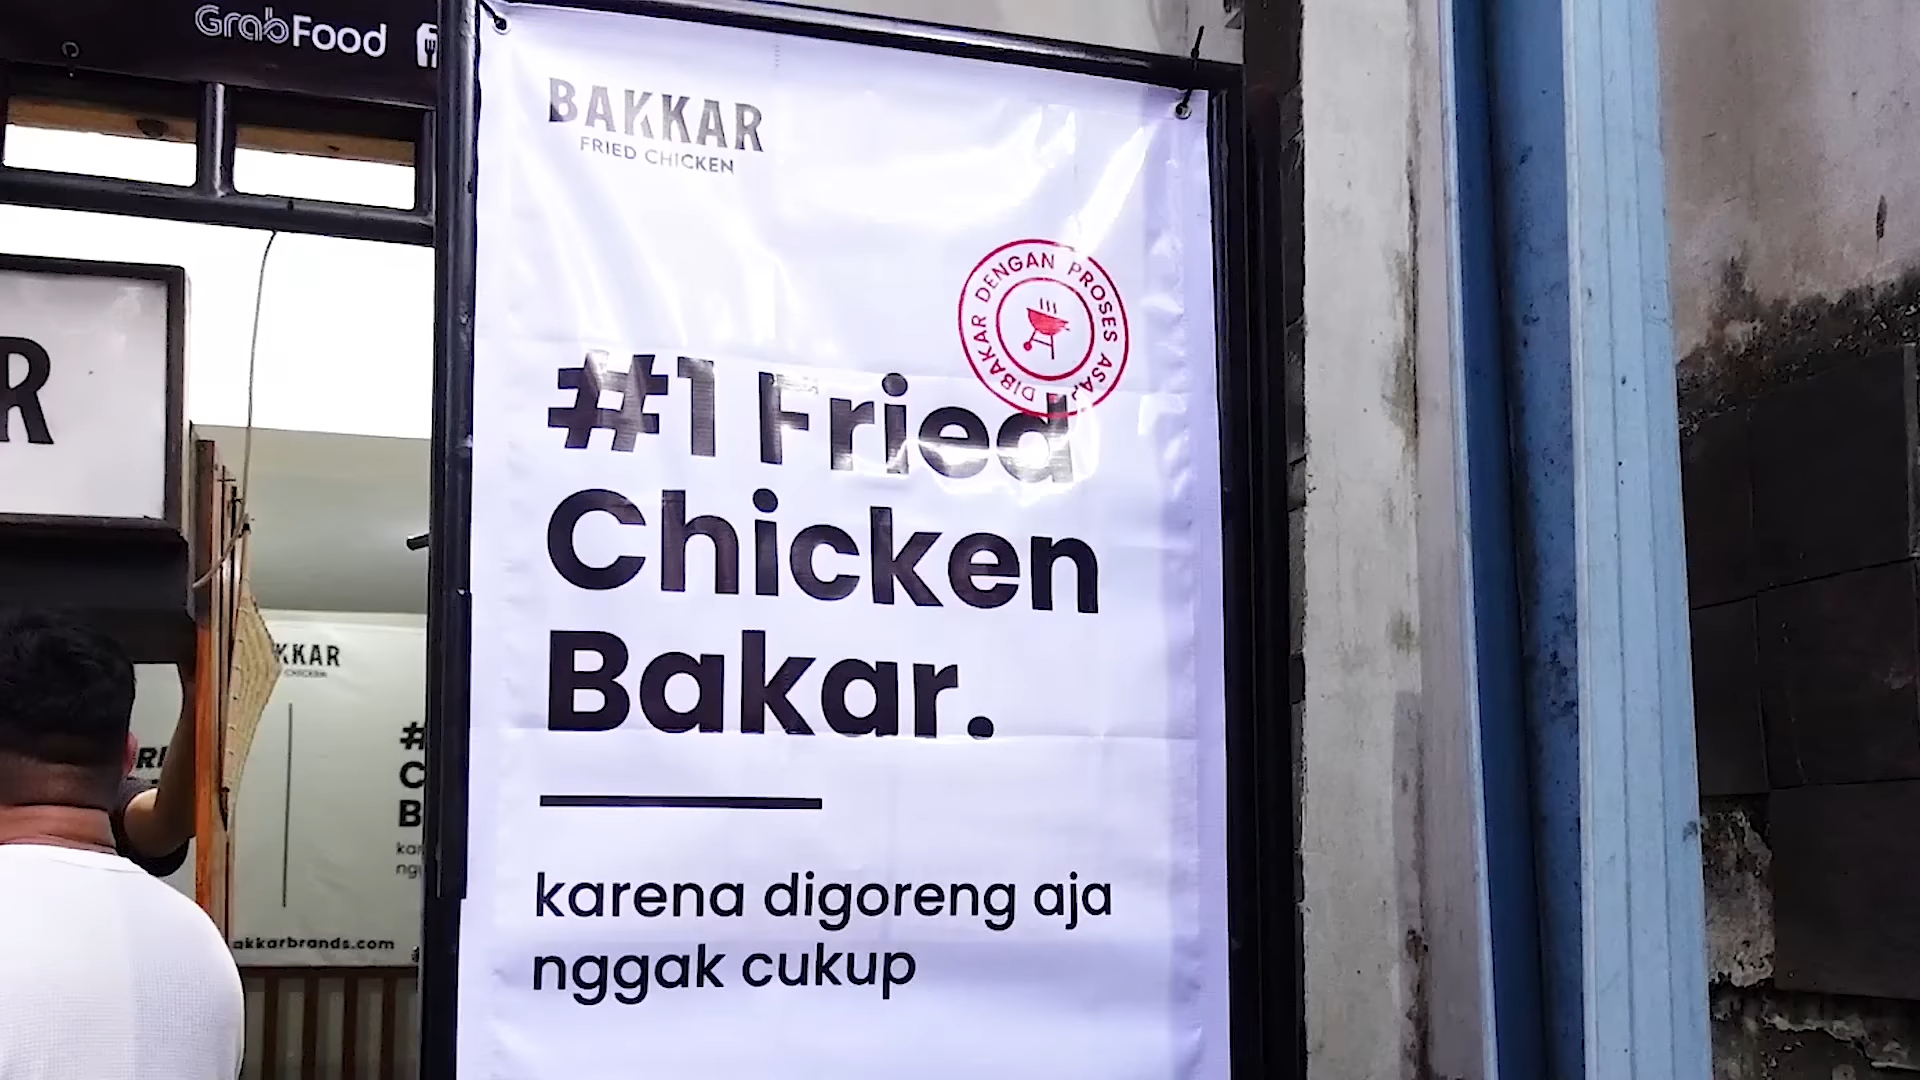 GrabFood
BAKKAR
FRIED CHICKEN
DIBAKAR DENGAN PROSES ASAP
#1 Fried
Chicken
Bakar.
karena digoreng aja
nggak cukup
R
KKAR
CHICKEN
#
C
B
akkarbrands.com